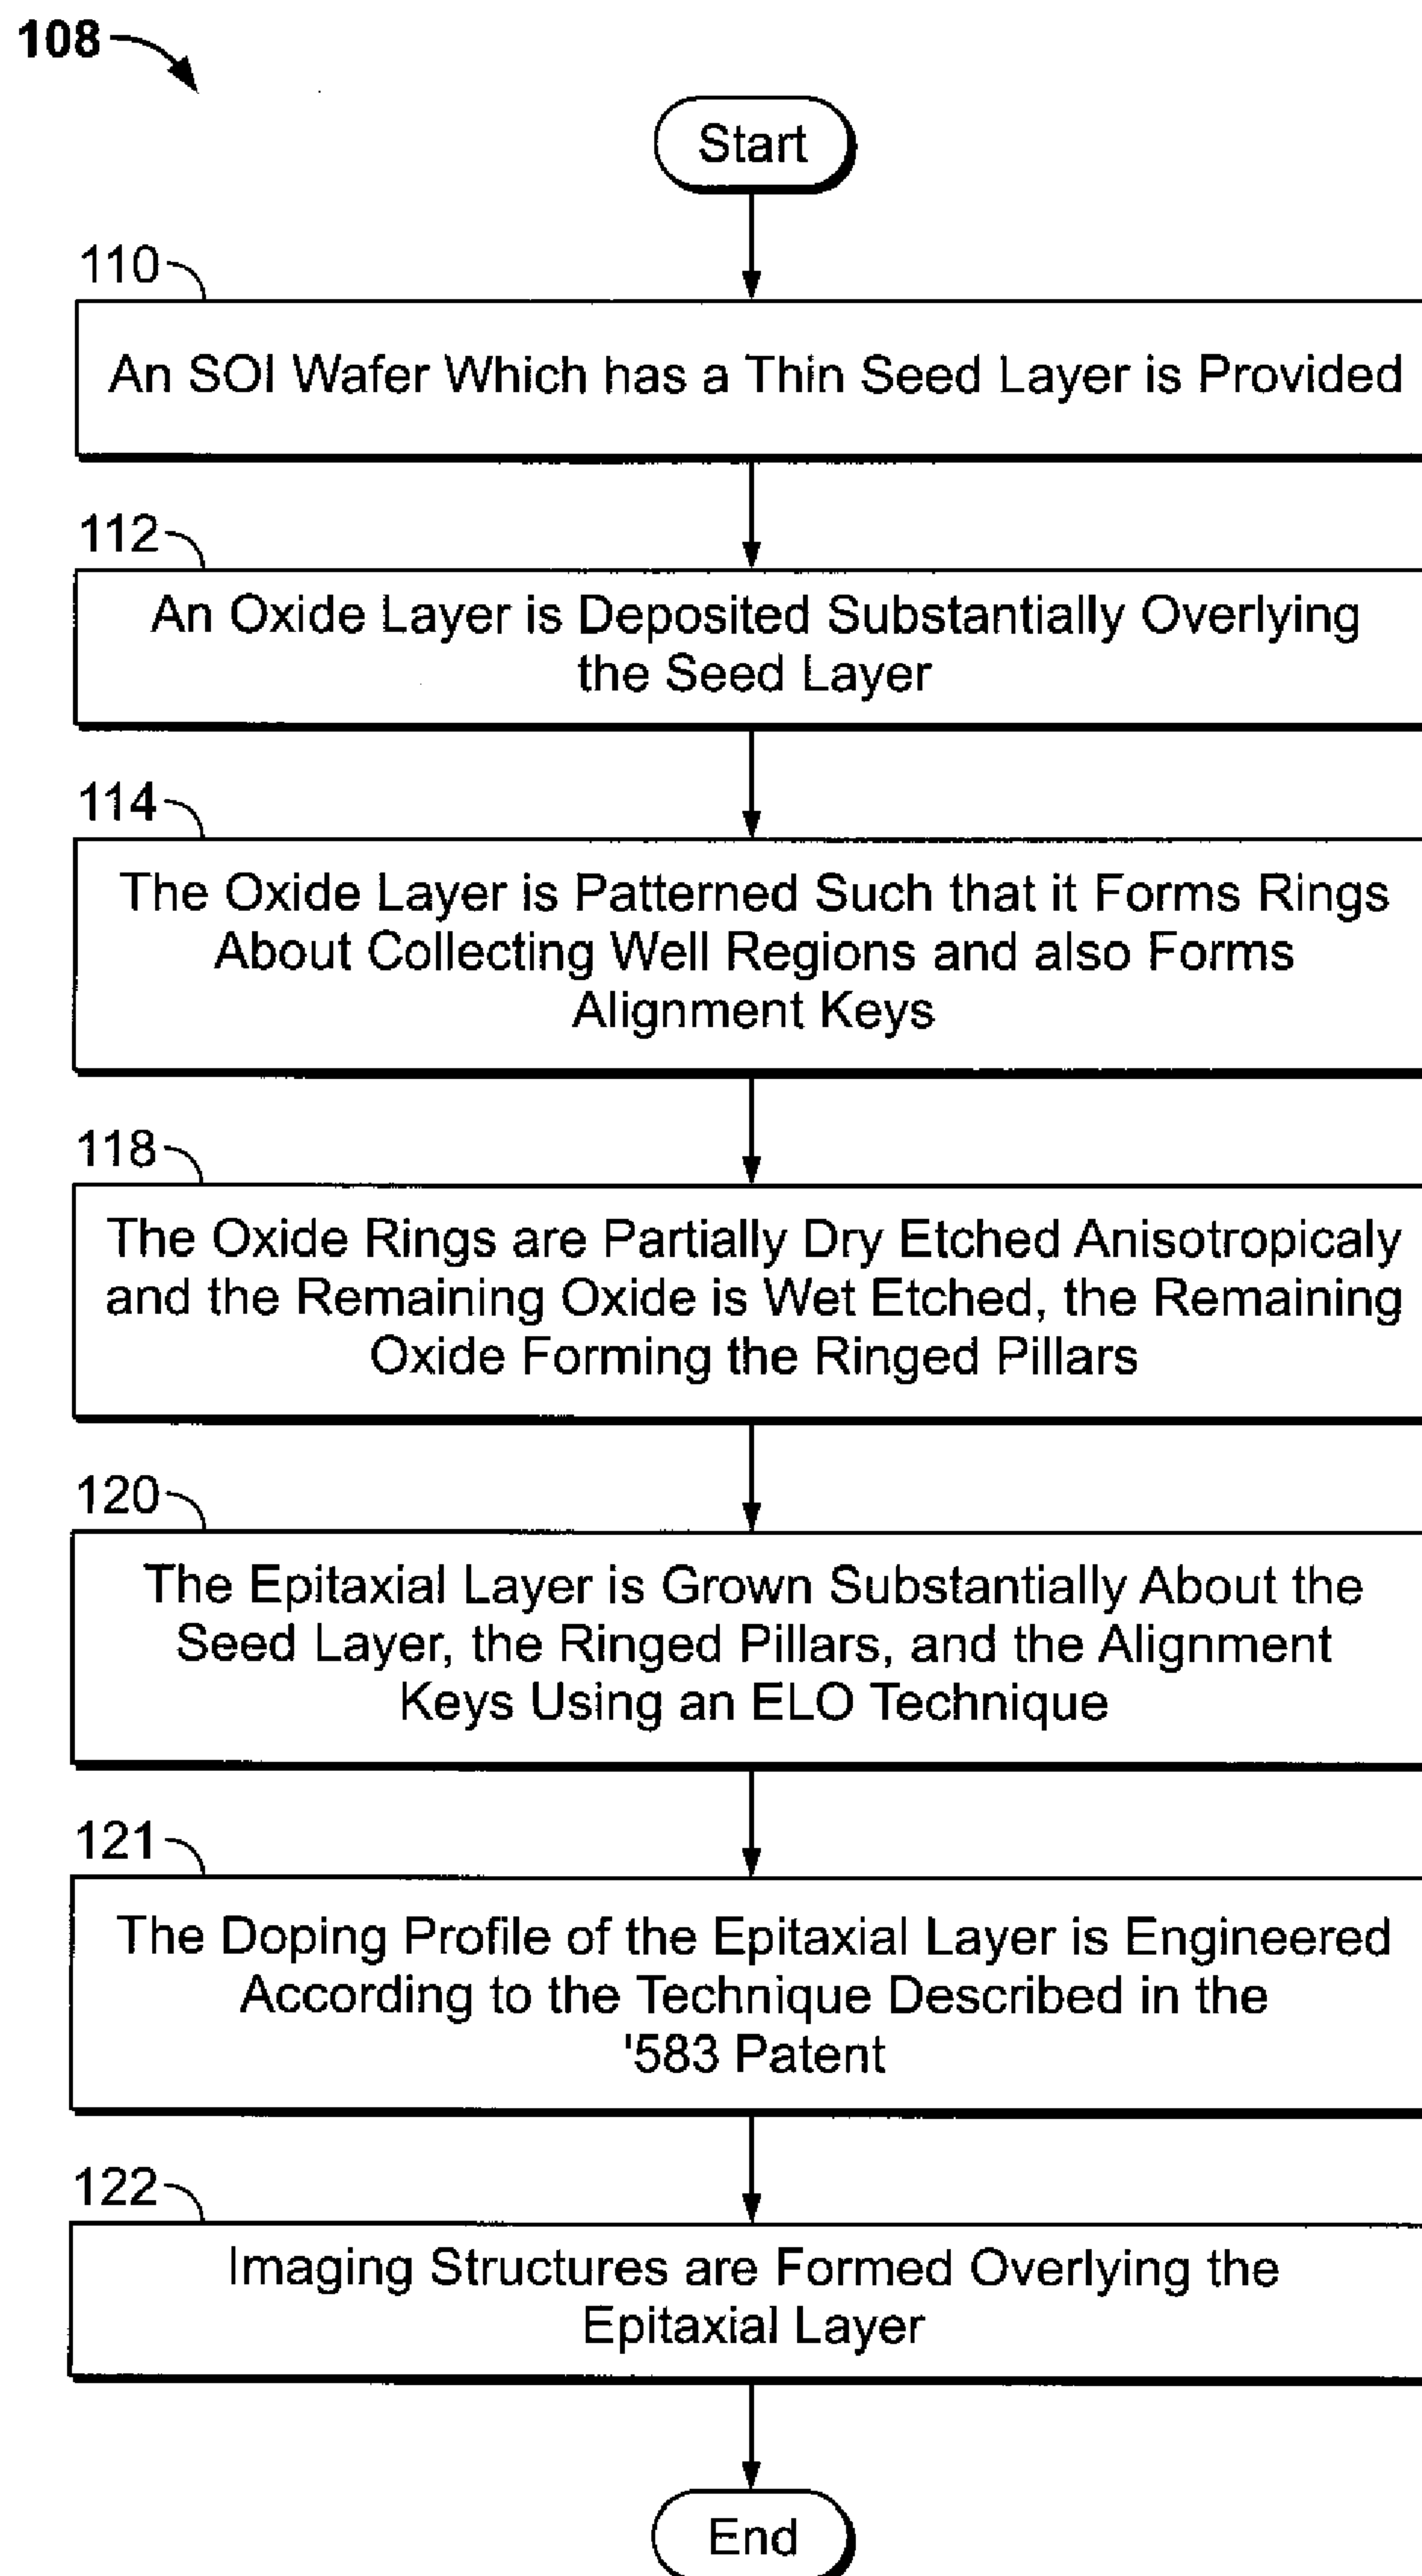 108
Start
110
An SOI Wafer Which has a Thin Seed Layer is Provided
112
An Oxide Layer is Deposited Substantially Overlying
the Seed Layer
114
The Oxide Layer is Patterned Such that it Forms Rings
About Collecting Well Regions and also Forms
Alignment Keys
118
The Oxide Rings are Partially Dry Etched Anisotropicaly
and the Remaining Oxide is Wet Etched, the Remaining
Oxide Forming the Ringed Pillars
120
The Epitaxial Layer is Grown Substantially About the
Seed Layer, the Ringed Pillars, and the Alignment
Keys Using an ELO Technique
121
The Doping Profile of the Epitaxial Layer is Engineered
According to the Technique Described in the
'583 Patent
122
Imaging Structures are Formed Overlying the
Epitaxial Layer
End